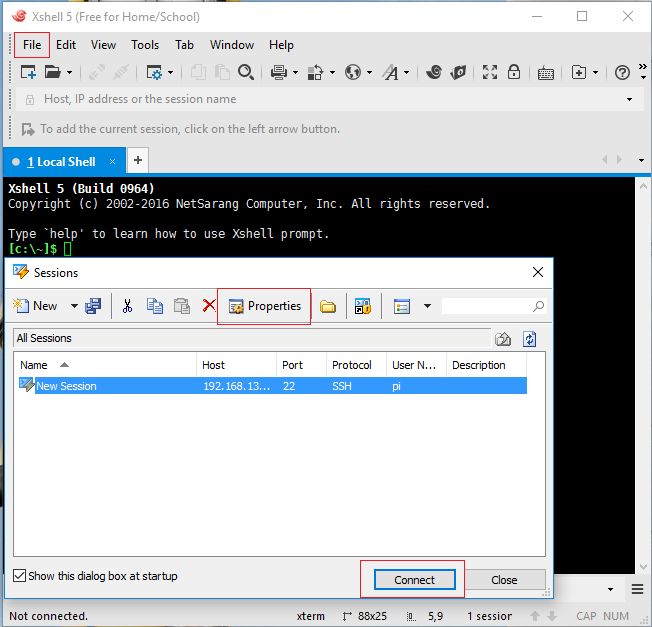 Xshell 5 (Free for Home/School)
File Edit View Tools Tab Window Help
Host, IP address or the session name
To add the current session, click on the left arrow button.
1 Local Shell
Xshell 5 (Build 0964)
Copyright (c) 2002-2016 NetSarang Computer, Inc. All rights reserved.
Type `help' to learn how to use Xshell prompt.
[c:\~]$
Sessions
New Properties
All Sessions
Name Host Port Protocol User N... Description
New Session 192.168.13... 22 SSH pi
Show this dialog box at startup
Connect Close
Not connected. xterm 88x25 5,9 1 session CAP NUM